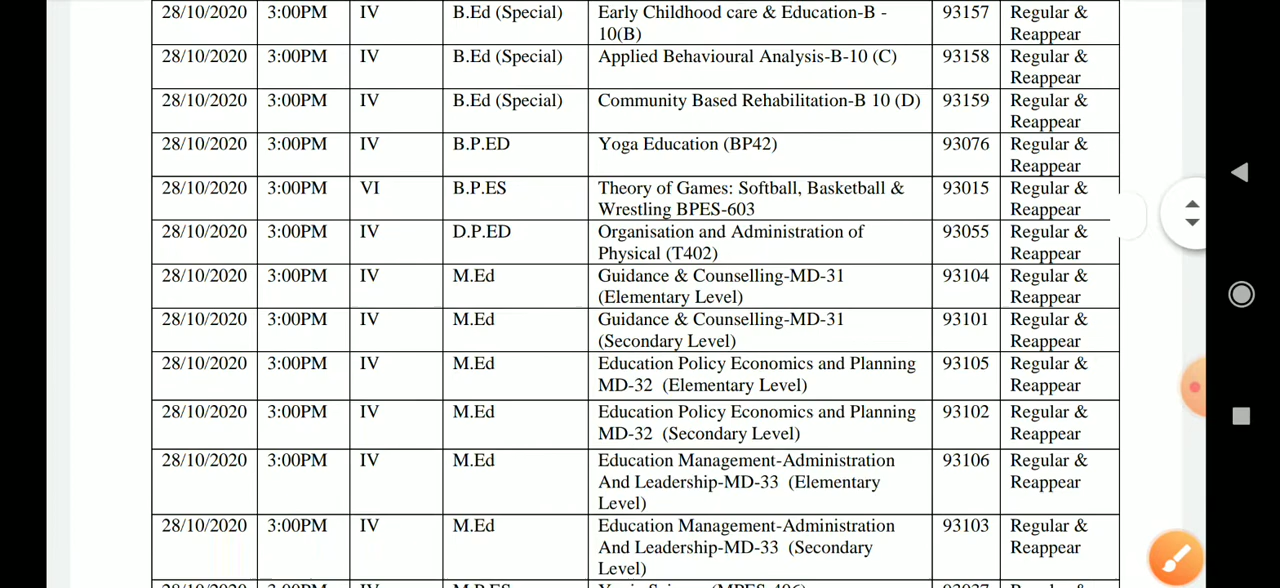 28/10/2020 3:00PM IV B.Ed (Special) Early Childhood care & Education-B - 93157 Regular &
10(B) Reappear
28/10/2020 3:00PM IV B.Ed (Special) Applied Behavioural Analysis-B-10 (C) 93158 Regular &
Reappear
28/10/2020 3:00PM IV B.Ed (Special) Community Based Rehabilitation-B 10 (D) 93159 Regular &
Reappear
28/10/2020 3:00PM IV B.P.ED Yoga Education (BP42) 93076 Regular &
Reappear
28/10/2020 3:00PM VI B.P.ES Theory of Games: Softball, Basketball & 93015 Regular &
Wrestling BPES-603 Reappear
28/10/2020 3:00PM IV D.P.ED Organisation and Administration of 93055 Regular &
Physical (T402) Reappear
28/10/2020 3:00PM IV M.Ed Guidance & Counselling-MD-31 93104 Regular &
(Elementary Level) Reappear
28/10/2020 3:00PM IV M.Ed Guidance & Counselling-MD-31 93101 Regular &
(Secondary Level) Reappear
28/10/2020 3:00PM IV M.Ed Education Policy Economics and Planning 93105 Regular &
MD-32 (Elementary Level) Reappear
28/10/2020 3:00PM IV M.Ed Education Policy Economics and Planning 93102 Regular &
MD-32 (Secondary Level) Reappear
28/10/2020 3:00PM IV M.Ed Education Management-Administration 93106 Regular &
And Leadership-MD-33 (Elementary Reappear
Level)
28/10/2020 3:00PM IV M.Ed Education Management-Administration 93103 Regular &
And Leadership-MD-33 (Secondary Reappear
Level)